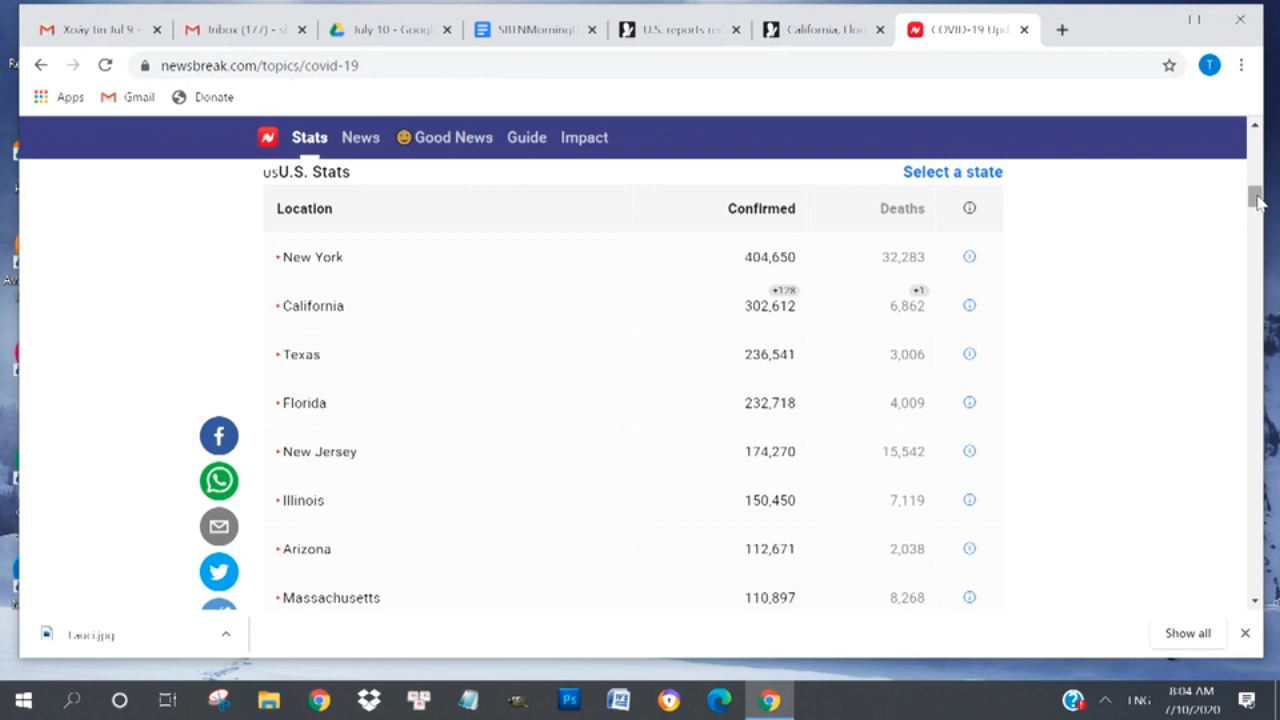 Xoáy tin Jul 9 -
Inbox (177) - s
July 10 - Googl
SBTNMorning
U.S. reports re
California, Flori
COVID-19 Upd
newsbreak.com/topics/covid-19
T
Apps Gmail Donate
Stats News Good News Guide Impact
US U.S. Stats Select a state
Location Confirmed Deaths
New York 404,650 32,283
+128 +1
California 302,612 6,862
Texas 236,541 3,006
Florida 232,718 4,009
New Jersey 174,270 15,542
Illinois 150,450 7,119
Arizona 112,671 2,038
Massachusetts 110,897 8,268
Fauci.jpg
Show all
ENG
8:04 AM
7/10/2020